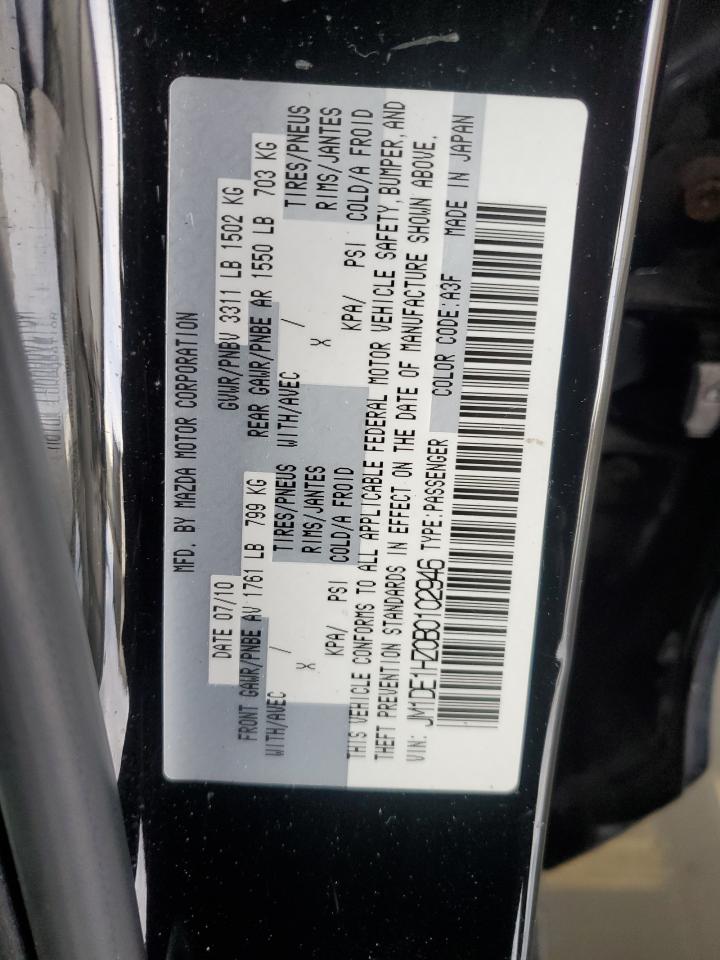 MFD. BY MAZDA MOTOR CORPORATION
DATE 07/10 GVWR/PNBV 3311 LB 1502 KG
FRONT GAWR/PNBE AV 1761 LB 799 KG REAR GAWR/PNBE AR 1550 LB 703 KG
WITH/AVEC / X TIRES/PNEUS RIMS/JANTES WITH/AVEC / X TIRES/PNEUS RIMS/JANTES
KPA/ PSI COLD/A FROID KPA/ PSI COLD/A FROID
THIS VEHICLE CONFORMS TO ALL APPLICABLE FEDERAL MOTOR VEHICLE SAFETY, BUMPER, AND
THEFT PREVENTION STANDARDS IN EFFECT ON THE DATE OF MANUFACTURE SHOWN ABOVE.
VIN: JM1DE1HZ0B0102946 TYPE:PASSENGER COLOR CODE:A3F MADE IN JAPAN